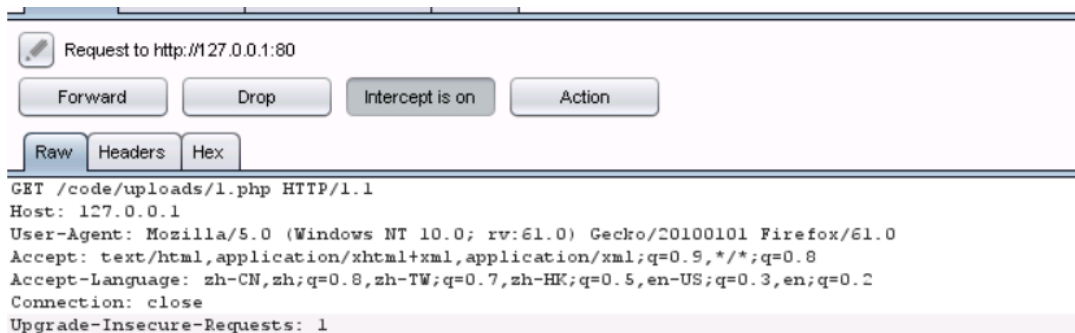 Request to http://127.0.0.1:80
Forward Drop Intercept is on Action
Raw Headers Hex
GET /code/uploads/1.php HTTP/1.1
Host: 127.0.0.1
User-Agent: Mozilla/5.0 (Windows NT 10.0; rv:61.0) Gecko/20100101 Firefox/61.0
Accept: text/html,application/xhtml+xml,application/xml;q=0.9,*/*;q=0.8
Accept-Language: zh-CN,zh;q=0.8,zh-TW;q=0.7,zh-HK;q=0.5,en-US;q=0.3,en;q=0.2
Connection: close
Upgrade-Insecure-Requests: 1